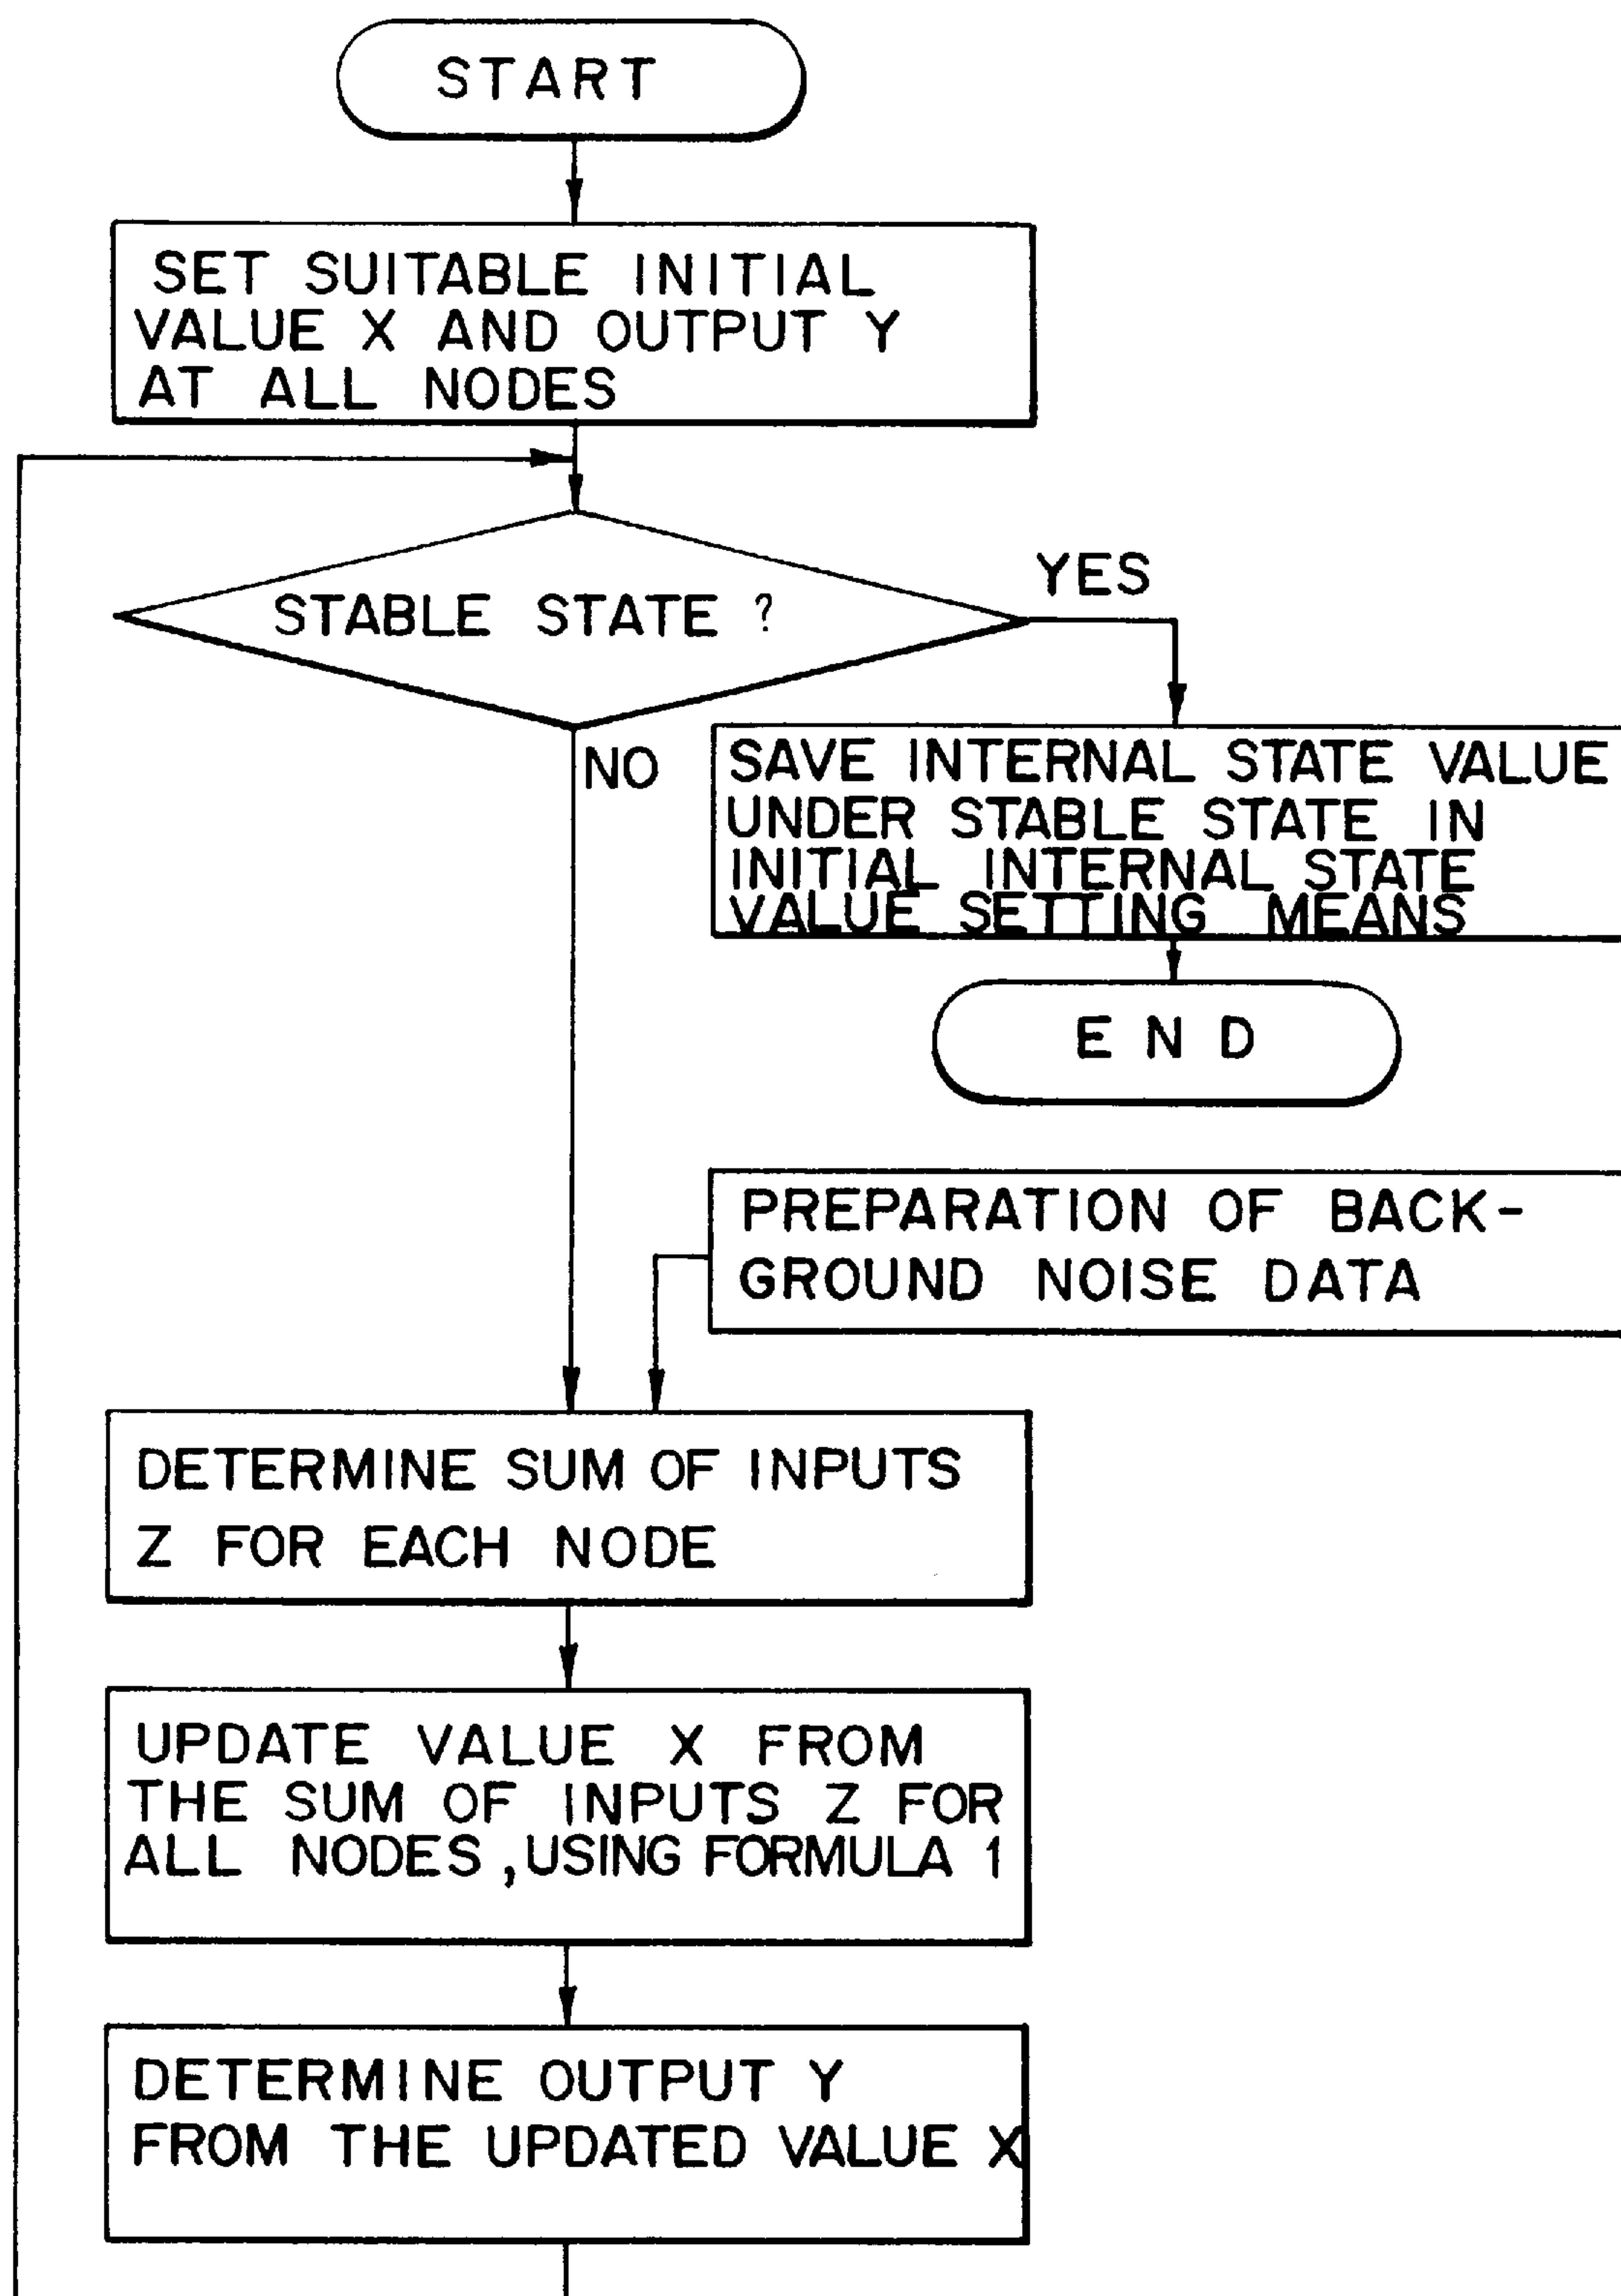 START
SET SUITABLE INITIAL
VALUE X AND OUTPUT Y
AT ALL NODES
STABLE STATE ?
YES
NO
SAVE INTERNAL STATE VALUE
UNDER STABLE STATE IN
INITIAL INTERNAL STATE
VALUE SETTING MEANS
END
PREPARATION OF BACK-
GROUND NOISE DATA
DETERMINE SUM OF INPUTS
Z FOR EACH NODE
UPDATE VALUE X FROM
THE SUM OF INPUTS Z FOR
ALL NODES, USING FORMULA 1
DETERMINE OUTPUT Y
FROM THE UPDATED VALUE X